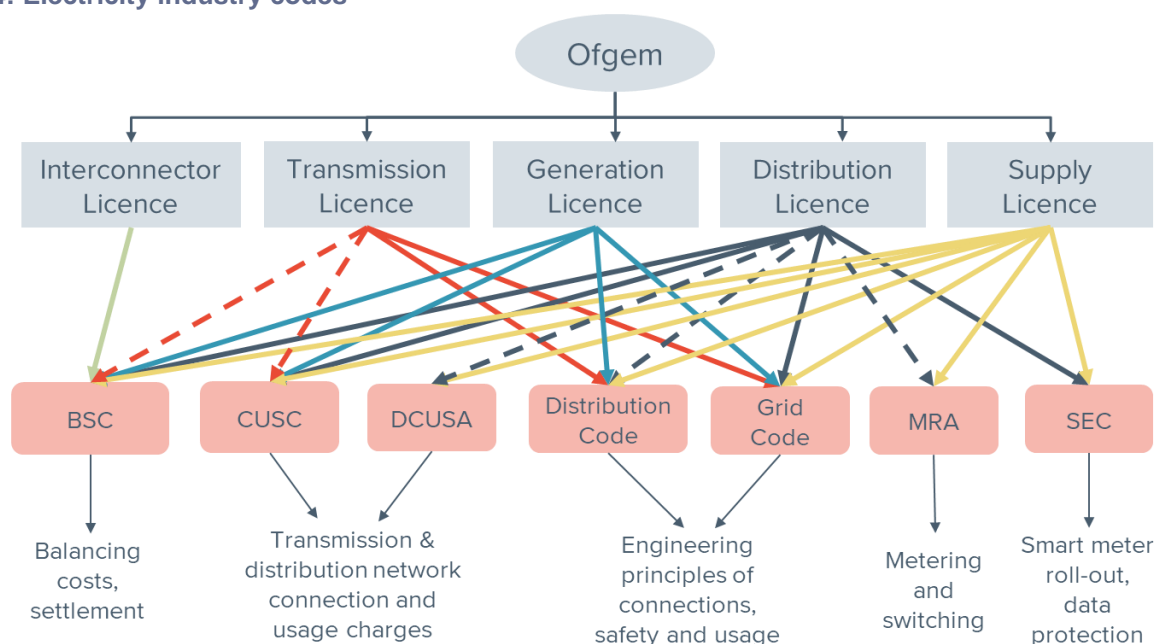 Electricity industry codes
Ofgem
Interconnector
Licence
Transmission
Licence
Generation
Licence
Distribution
Licence
Supply
Licence
BSC
CUSC
DCUSA
Distribution
Code
Grid
Code
MRA
SEC
Balancing
costs,
settlement
Transmission &
distribution network
connection and
usage charges
Engineering
principles of
connections,
safety and usage
Metering
and
switching
Smart meter
roll-out,
data
protection